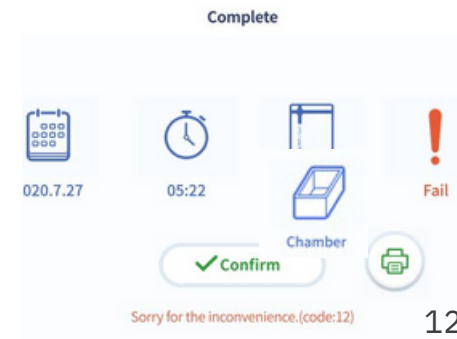 Complete
020.7.27
05:22
Fail
Chamber
Confirm
Sorry for the inconvenience.(code:12)
12